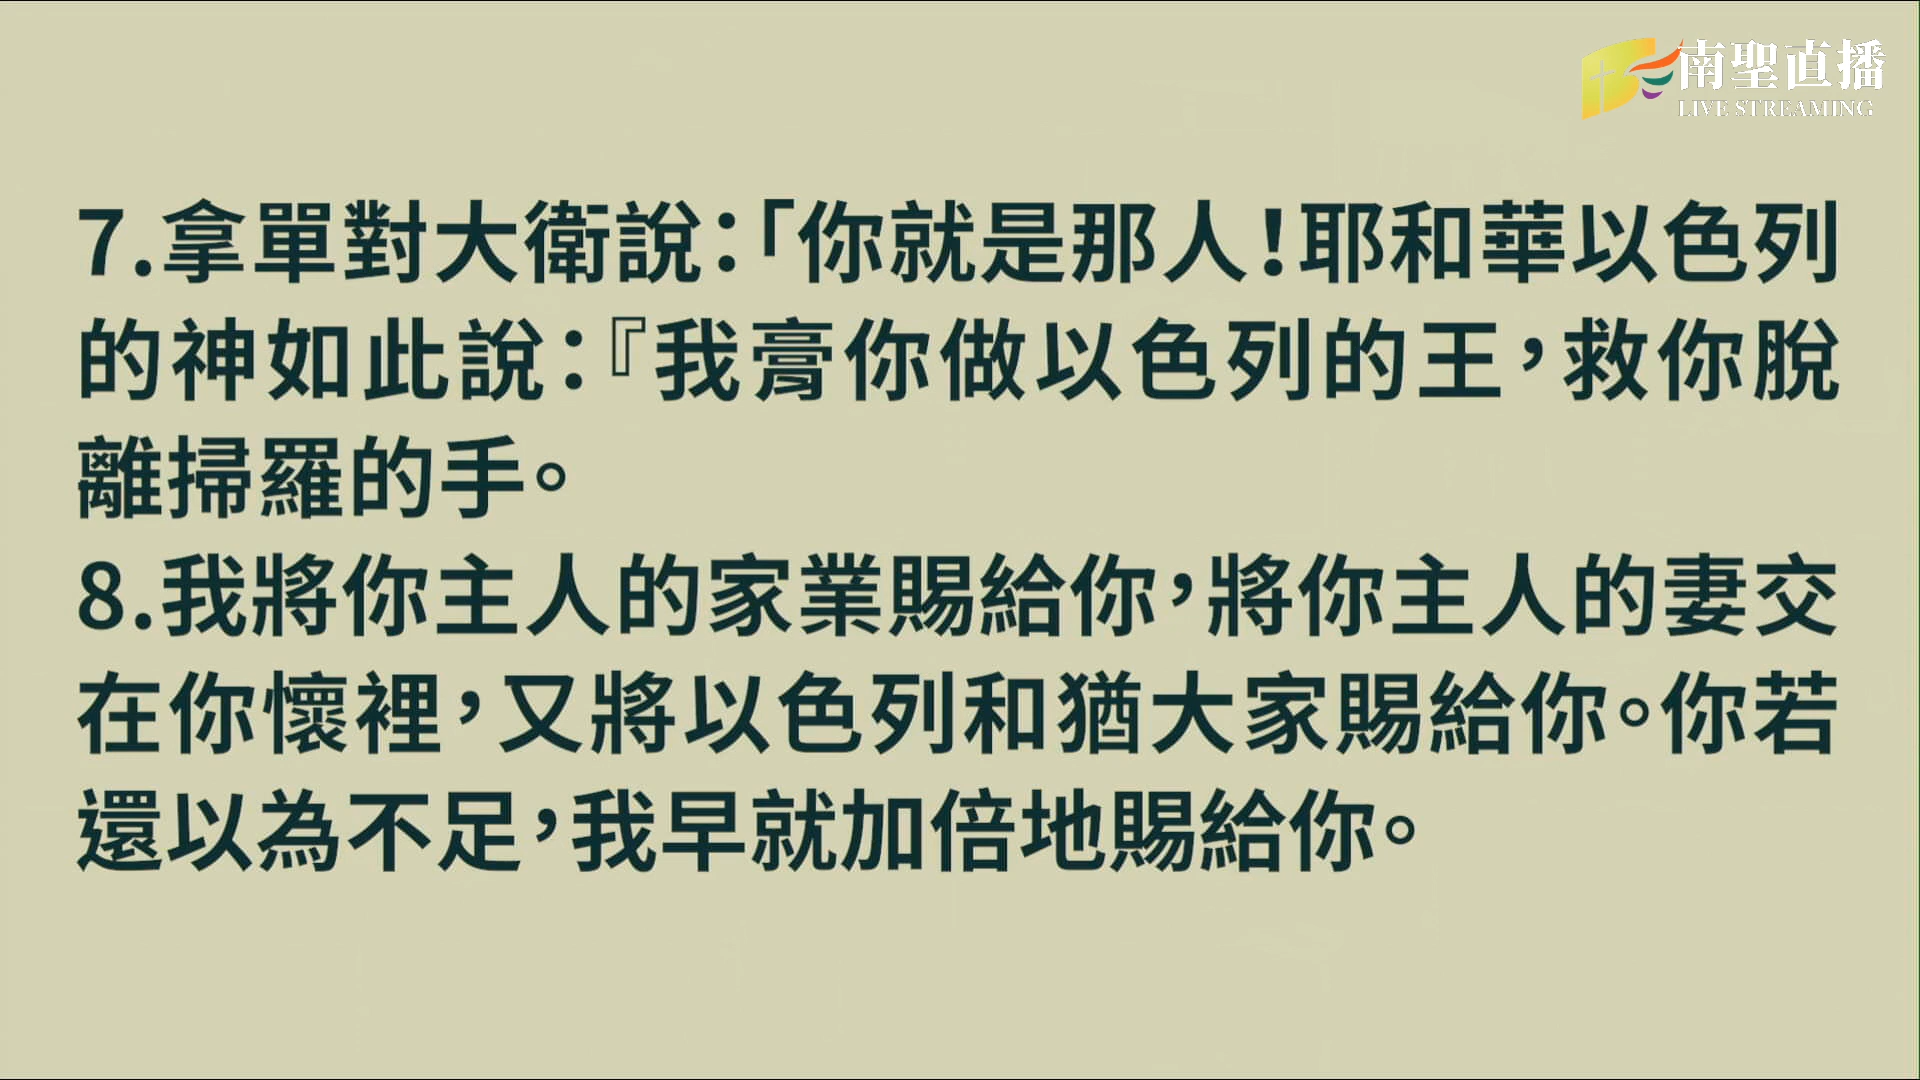 南聖直播
LIVE STREAMING
7.拿單對大衛說：「你就是那人！耶和華以色列
的神如此說：『我膏你做以色列的王，救你脫
離掃羅的手。
8.我將你主人的家業賜給你，將你主人的妻交
在你懷裡，又將以色列和猶大家賜給你。你若
還以為不足，我早就加倍地賜給你。